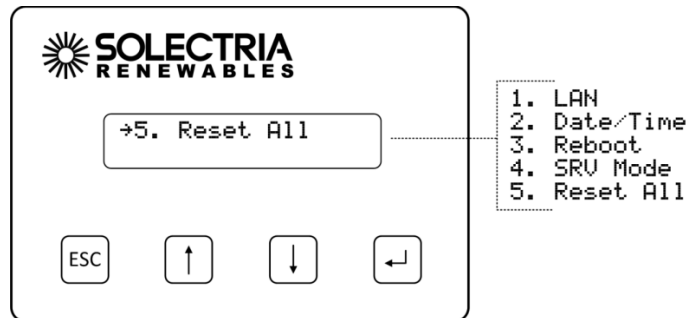 SOLECTRIA
RENEWABLES
→5. Reset All
1. LAN
2. Date/Time
3. Reboot
4. SRV Mode
5. Reset All
ESC
↑
↓
↵